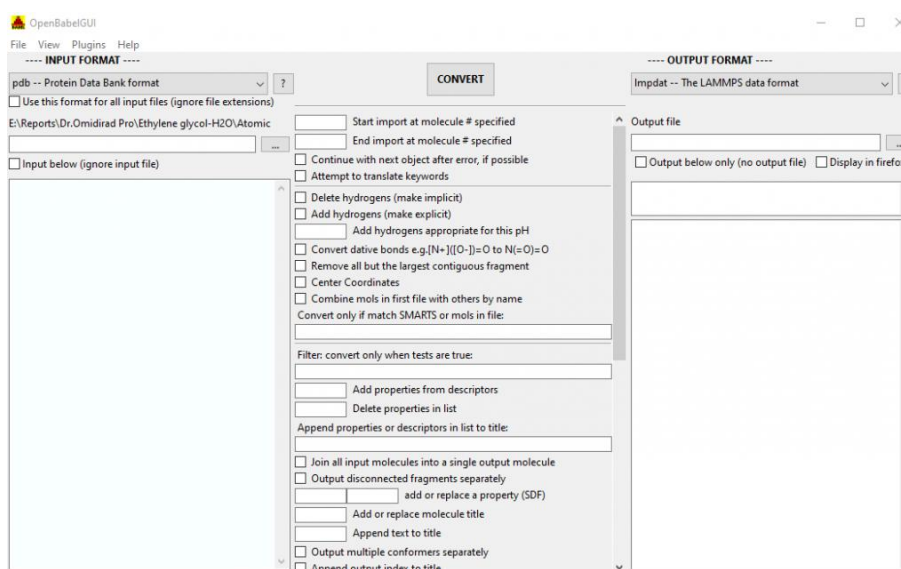 OpenBabelGUI
File View Plugins Help
---- INPUT FORMAT ----
pdb -- Protein Data Bank format
?
Use this format for all input files (ignore file extensions)
E:\Reports\Dr.Omidirad Pro\Ethylene glycol-H2O\Atomic
...
Input below (ignore input file)
CONVERT
Start import at molecule # specified
End import at molecule # specified
Continue with next object after error, if possible
Attempt to translate keywords
Delete hydrogens (make implicit)
Add hydrogens (make explicit)
Add hydrogens appropriate for this pH
Convert dative bonds e.g.[N+]([O-])=O to N(=O)=O
Remove all but the largest contiguous fragment
Center Coordinates
Combine mols in first file with others by name
Convert only if match SMARTS or mols in file:
Filter: convert only when tests are true:
Add properties from descriptors
Delete properties in list
Append properties or descriptors in list to title:
Join all input molecules into a single output molecule
Output disconnected fragments separately
add or replace a property (SDF)
Add or replace molecule title
Append text to title
Output multiple conformers separately
Append output index to title
---- OUTPUT FORMAT ----
lmpdat -- The LAMMPS data format
Output file
Output below only (no output file) Display in firefo